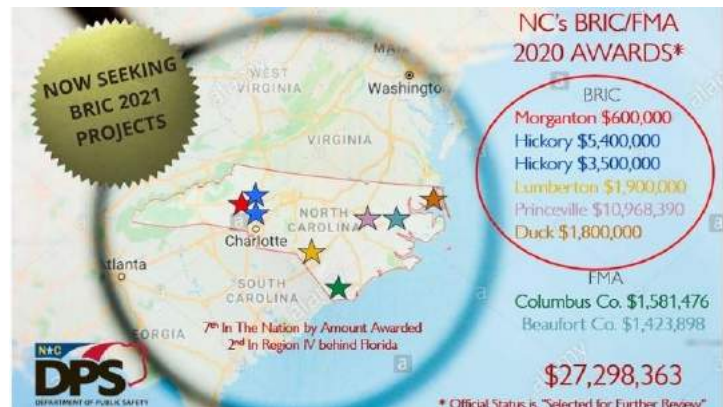 NOW SEEKING
BRIC 2021
PROJECTS
NC's BRIC/FMA
2020 AWARDS*
BRIC
Morganton $600,000
Hickory $5,400,000
Hickory $3,500,000
Lumberton $1,900,000
Princeville $10,968,390
Duck $1,800,000
FMA
Columbus Co. $1,581,476
Beaufort Co. $1,423,898
$27,298,363
* Official Status is "Selected for Further Review"
WEST
VIRGINIA
Washingto
VIRGINIA
NORTH
CAROLINA
Charlotte
tlanta
SOUTH
CAROLINA
ORGIA
7th In The Nation by Amount Awarded
2nd In Region IV behind Florida
N★C
DPS
DEPARTMENT OF PUBLIC SAFETY
a
a
a
a
alamy